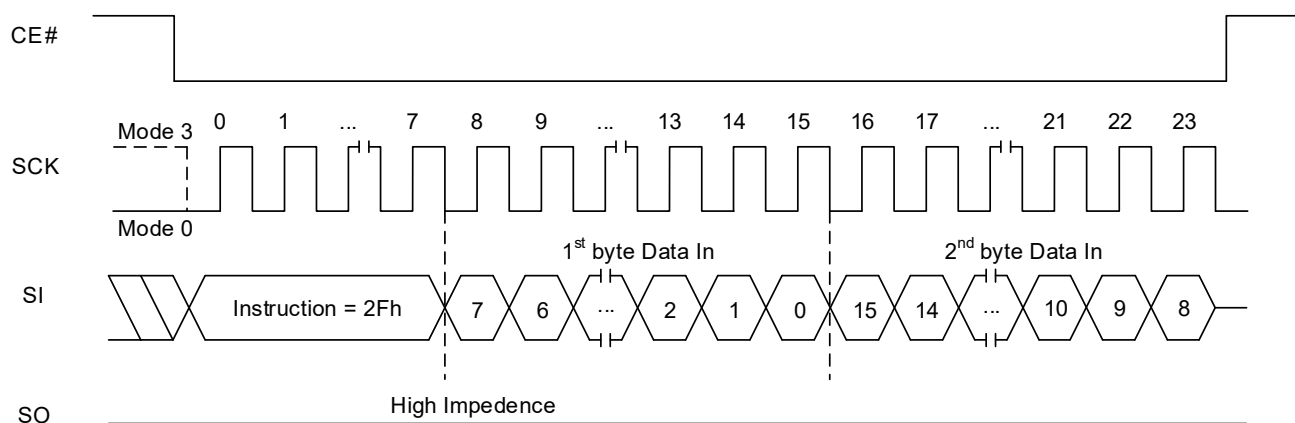 CE#
0 1 ... 7 8 9 ... 13 14 15 16 17 ... 21 22 23
Mode 3
SCK
Mode 0
1st byte Data In 2nd byte Data In
SI Instruction = 2Fh 7 6 ... 2 1 0 15 14 ... 10 9 8
High Impedence
SO